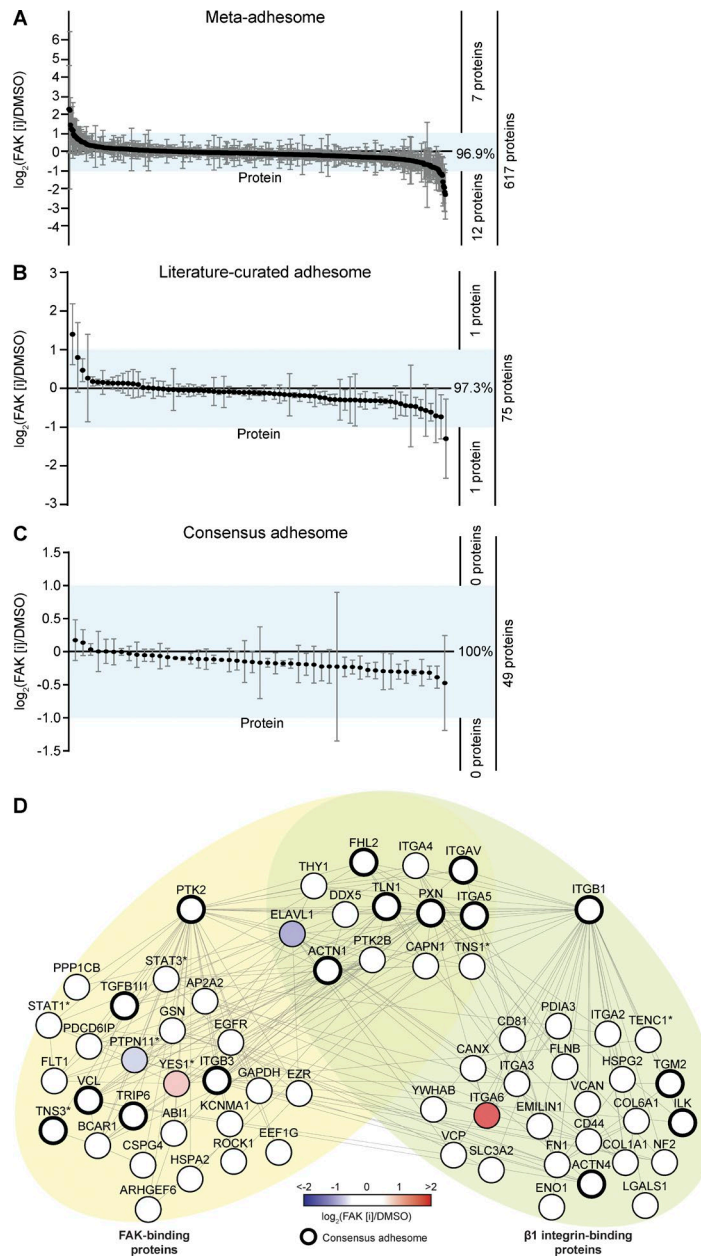 A
Meta-adhesome
log2(FAK [i]/DMSO)
6
5
4
3
2
1
0
-1
-2
-3
-4
Protein
7 proteins
96.9%
12 proteins
617 proteins
B
Literature-curated adhesome
log2(FAK [i]/DMSO)
3
2
1
0
-1
-2
-3
Protein
1 protein
97.3%
1 protein
75 proteins
C
Consensus adhesome
log2(FAK [i]/DMSO)
1.5
1.0
0.5
0
-0.5
-1.0
-1.5
Protein
0 proteins
100%
0 proteins
49 proteins
D
FHL2
ITGA4
ITGAV
THY1
PTK2
DDX5
TLN1
PXN
ITGA5
ITGB1
ELAVL1
ACTN1
PTK2B
CAPN1
TNS1*
STAT3*
PPP1CB
TGFB1I1
AP2A2
STAT1*
GSN
PDCD6IP
EGFR
PTPN11*
FLT1
YES1*
ITGB3
GAPDH
EZR
VCL
TRIP6
TNS3*
ABI1
KCNMA1
BCAR1
CSPG4
ROCK1
EEF1G
HSPA2
ARHGEF6
CD81
PDIA3
ITGA2
TENC1*
CANX
ITGA3
FLNB
HSPG2
TGM2
YWHAB
ITGA6
EMILIN1
VCAN
COL6A1
ILK
CD44
VCP
SLC3A2
FN1
COL1A1
NF2
ACTN4
ENO1
LGALS1
<-2
-1
0
1
>2
log2(FAK [i]/DMSO)
Consensus adhesome
FAK-binding
proteins
β1 integrin-binding
proteins